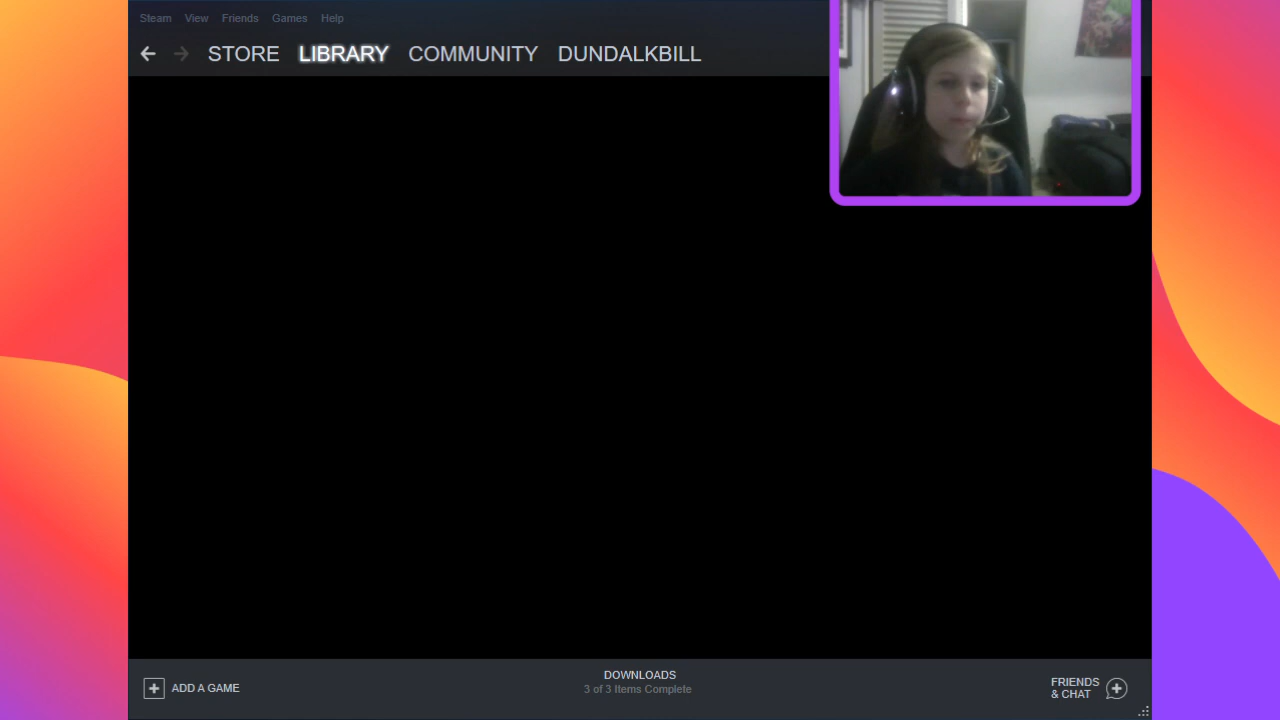 Steam View Friends Games Help
STORE LIBRARY COMMUNITY DUNDALKBILL
DOWNLOADS
3 of 3 Items Complete
ADD A GAME
FRIENDS
& CHAT